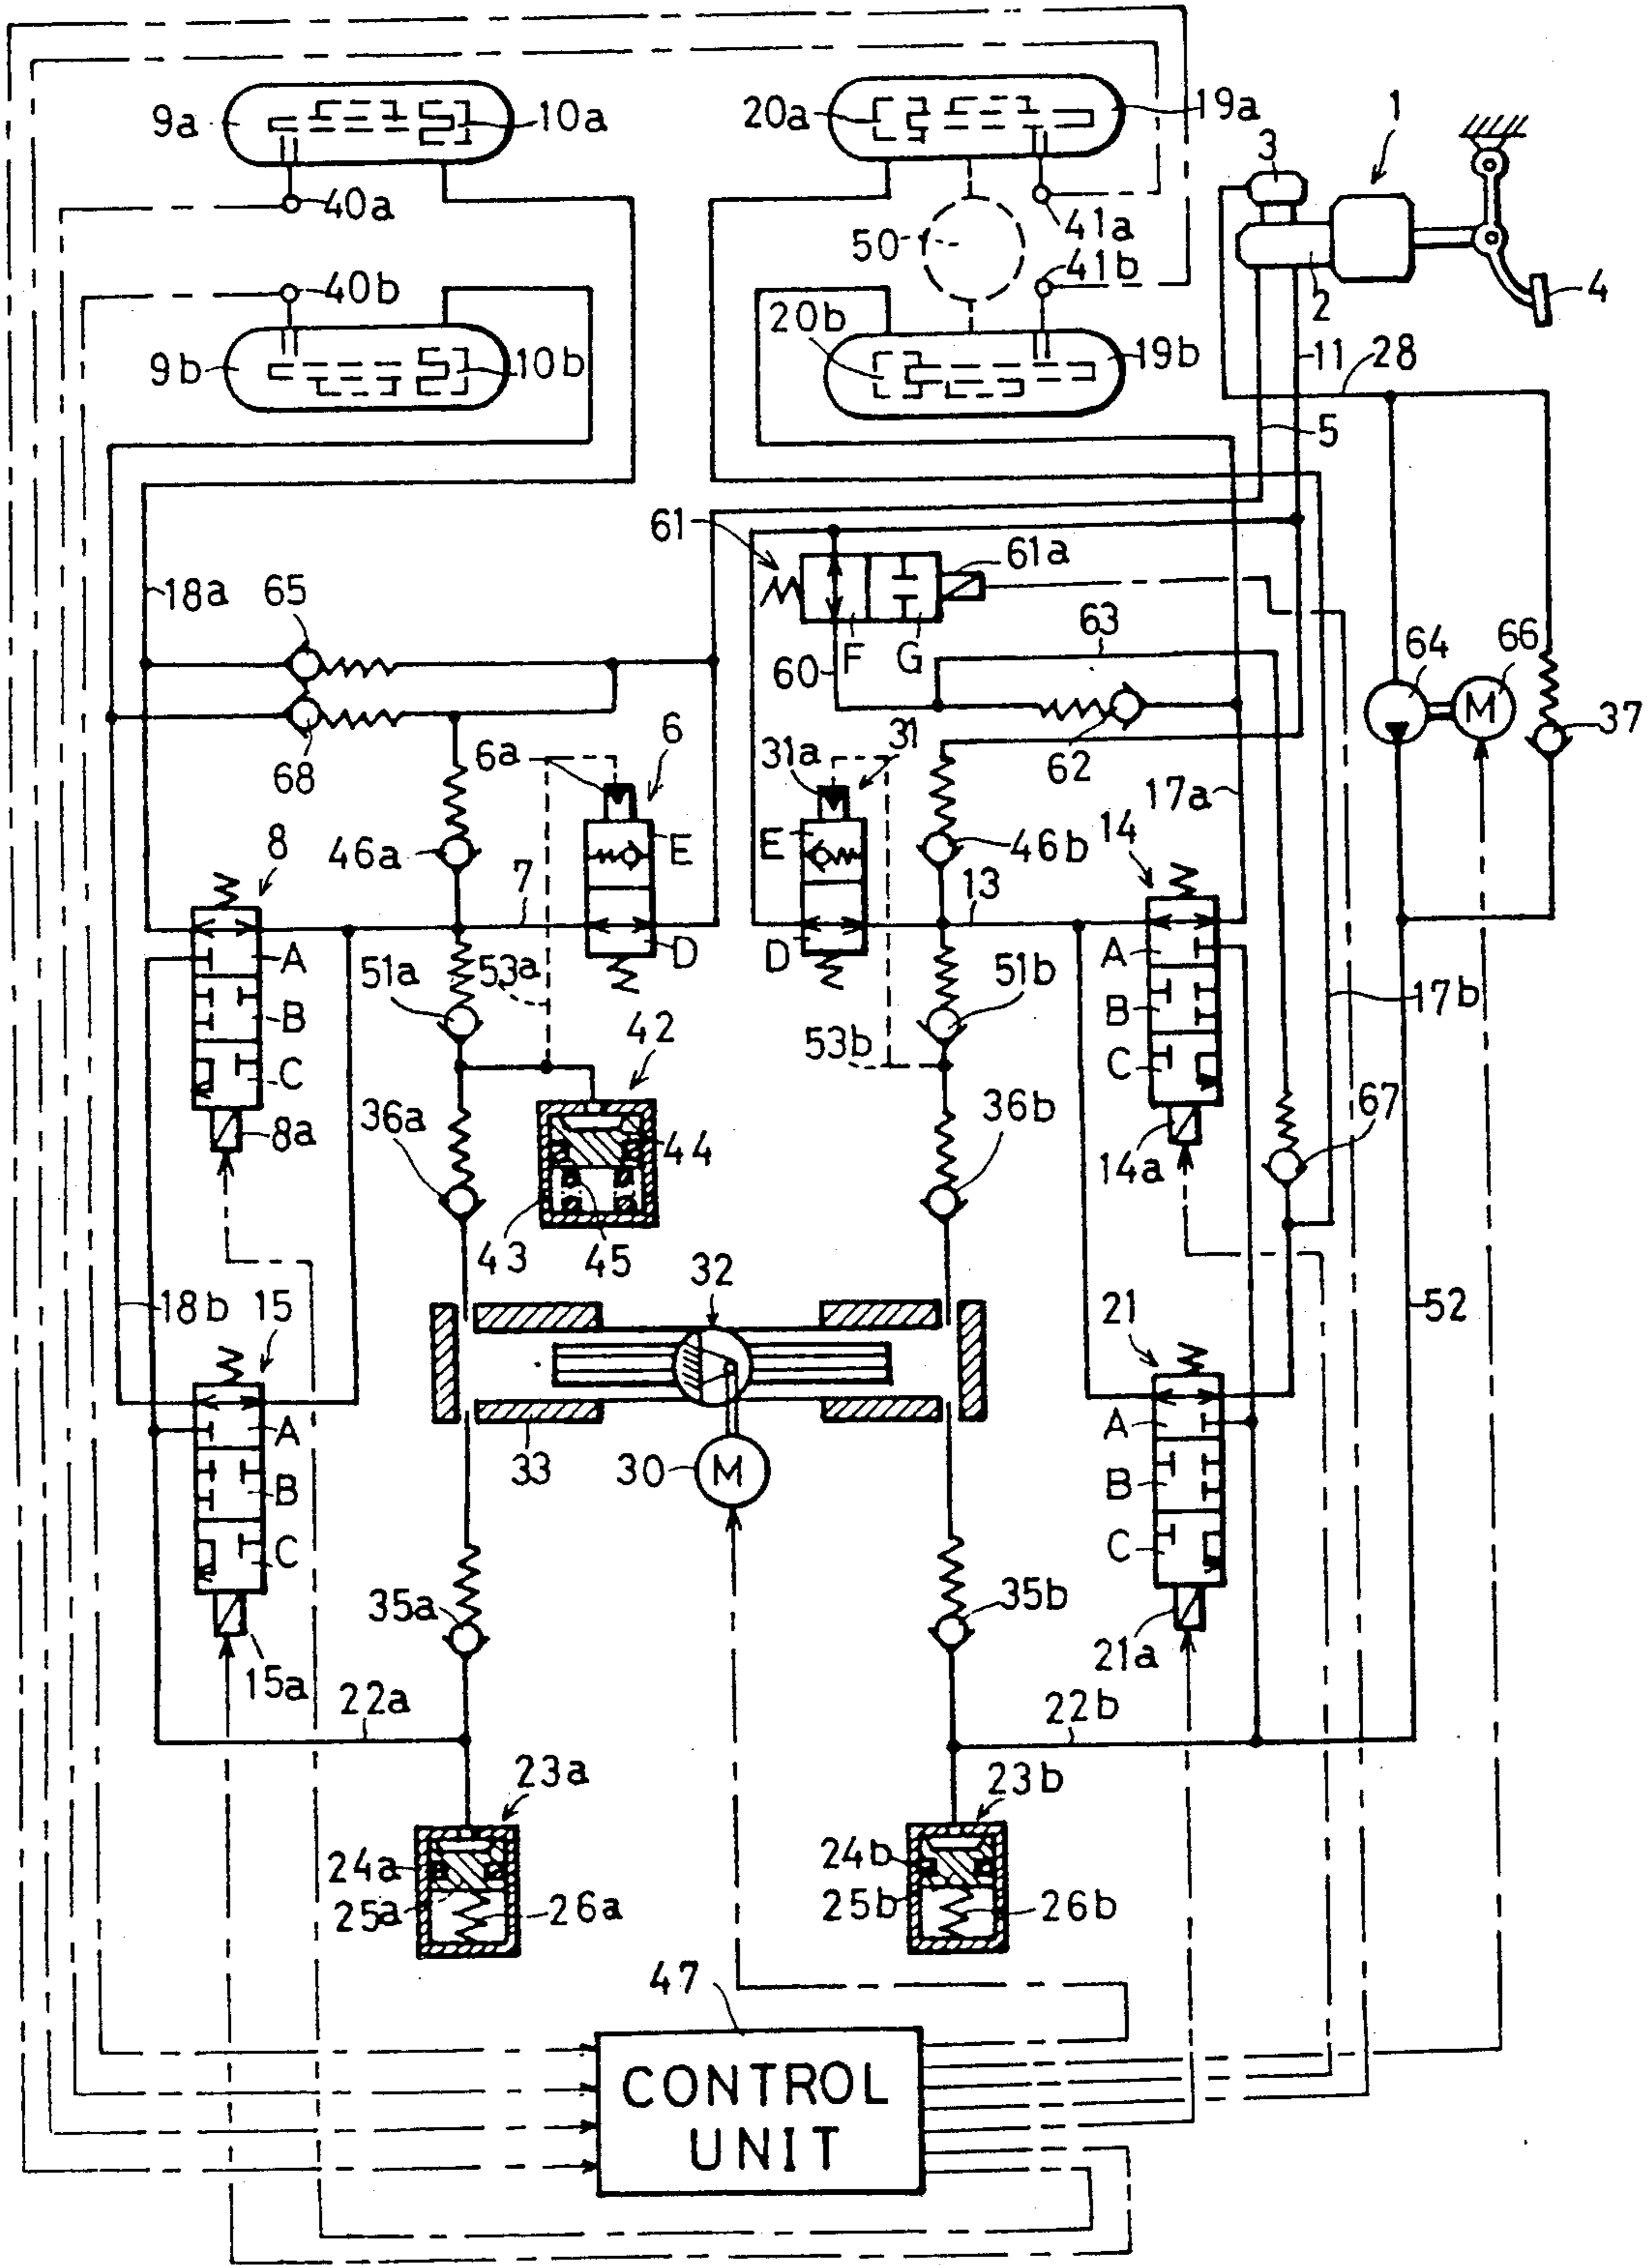 9a 10a 20a 19a 3 1
40a 50 41a
40b 41b 2 4
20b 11 28
9b 10b 19b 5
61 61a
18a 65 63 64 66
F G
60 M
68 6a 6 31a 31 62 37
17a
8 46a E E 46b 14
7 13
A D D A
51a 53a 51b 17b
B 42 B
53b
C C
36a 36b 67
8a 44 14a
43 45
32
18b 15 21 52
A A
33 30 M
B B
C C
35a 35b
15a 21a
22a 22b
23a 23b
24a 24b
25a 26a 25b 26b
47
CONTROL
UNIT